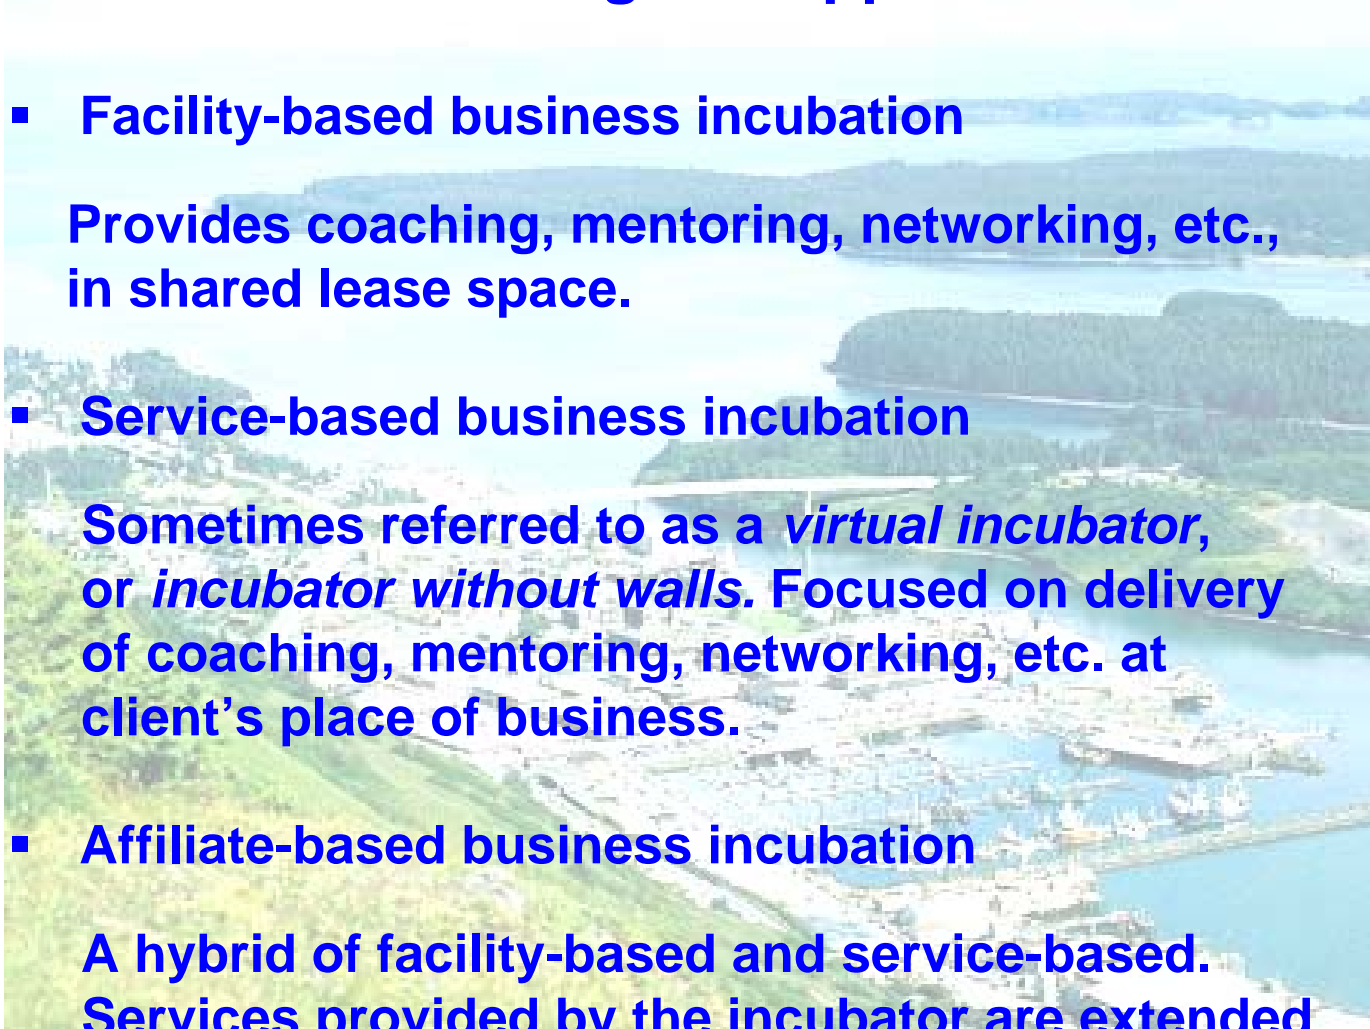 ▪ Facility-based business incubation
Provides coaching, mentoring, networking, etc.,
in shared lease space.
▪ Service-based business incubation
Sometimes referred to as a virtual incubator,
or incubator without walls. Focused on delivery
of coaching, mentoring, networking, etc. at
client’s place of business.
▪ Affiliate-based business incubation
A hybrid of facility-based and service-based.
Services provided by the incubator are extended